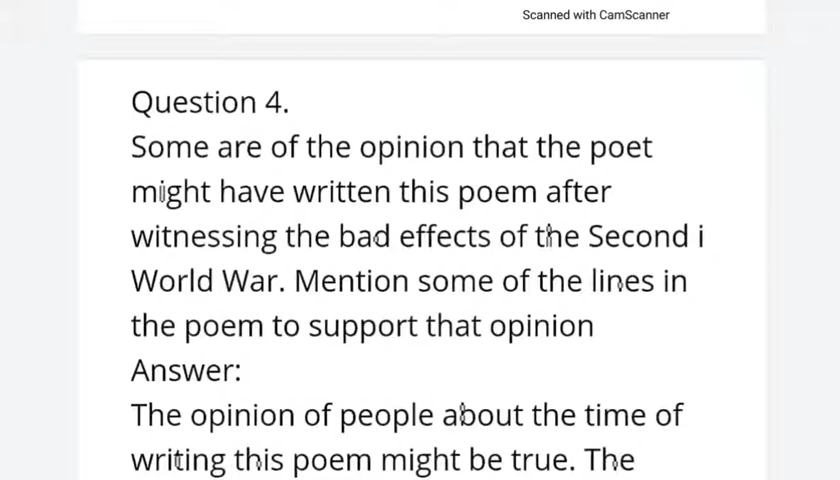 Scanned with CamScanner
Question 4.
Some are of the opinion that the poet
might have written this poem after
witnessing the bad effects of the Second i
World War. Mention some of the lines in
the poem to support that opinion
Answer:
The opinion of people about the time of
writing this poem might be true. The